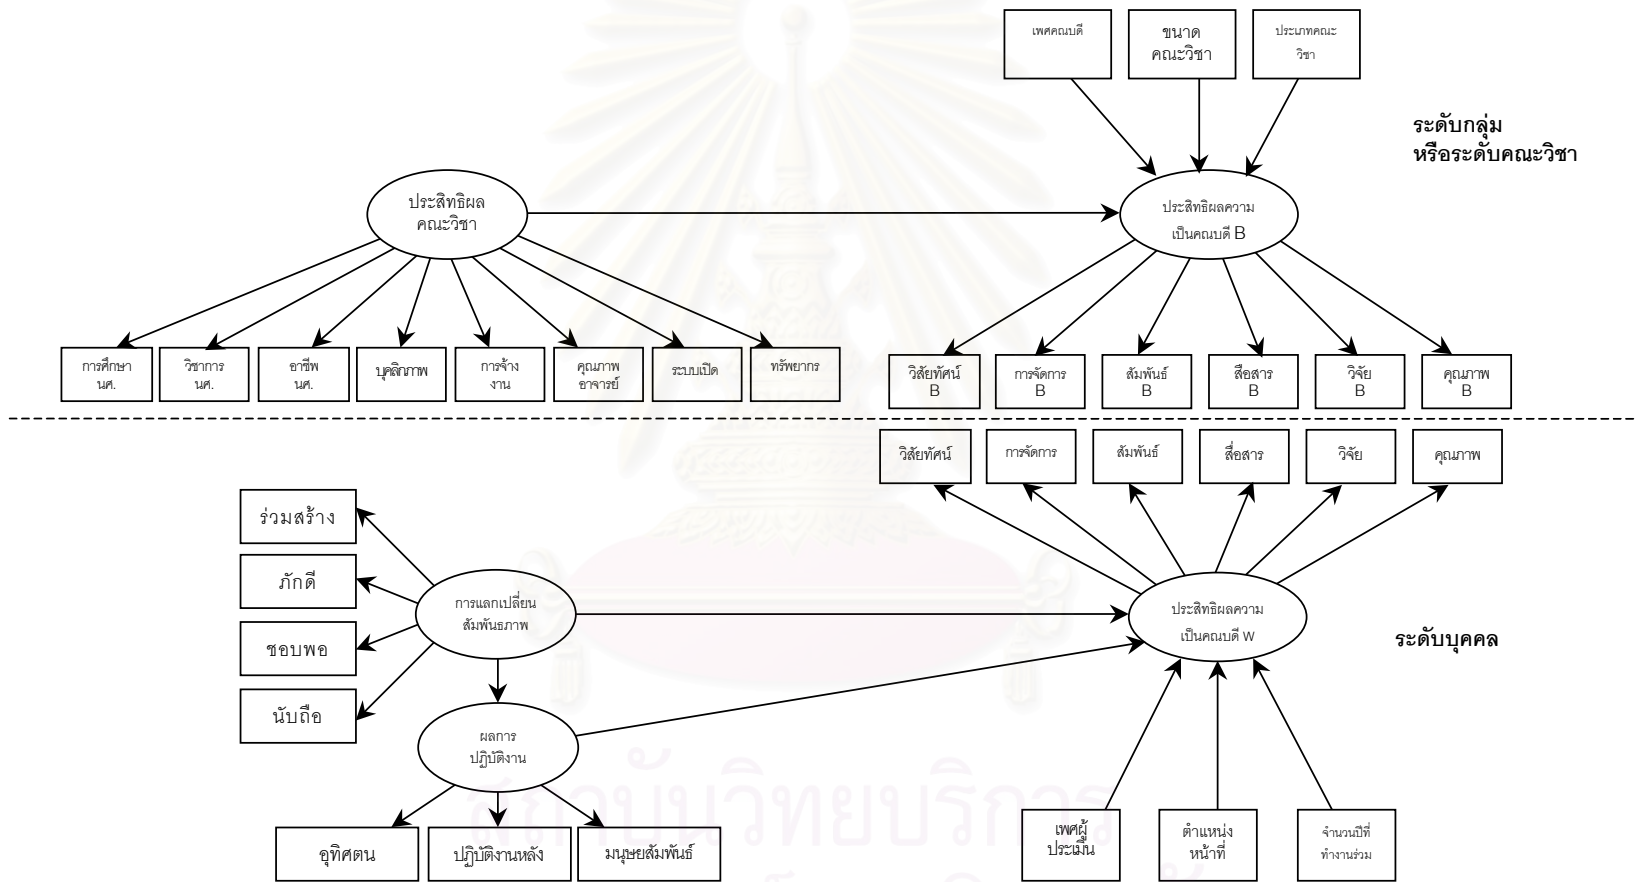 เพศคณบดี
ขนาด
คณะวิชา
ประเภทคณะ
วิชา
ระดับกลุ่ม
หรือระดับคณะวิชา
ประสิทธิผล
คณะวิชา
ประสิทธิผลความ
เป็นคณบดี B
การศึกษา
นศ.
วิชาการ
นศ.
อาชีพ
นศ.
บุคลิกภาพ
การจ้าง
งาน
คุณภาพ
อาจารย์
ระบบเปิด
ทรัพยากร
วิสัยทัศน์
B
การจัดการ
B
สัมพันธ์
B
สื่อสาร
B
วิจัย
B
คุณภาพ
B
วิสัยทัศน์
การจัดการ
สัมพันธ์
สื่อสาร
วิจัย
คุณภาพ
ร่วมสร้าง
ภักดี
ชอบพอ
นับถือ
การแลกเปลี่ยน
สัมพันธภาพ
ประสิทธิผลความ
เป็นคณบดี W
ระดับบุคคล
ผลการ
ปฏิบัติงาน
อุทิศตน
ปฏิบัติงานหลัง
มนุษยสัมพันธ์
เพศผู้
ประเมิน
ตำแหน่ง
หน้าที่
จำนวนปีที่
ทำงานร่วม
สถาบันวิทยบริการ